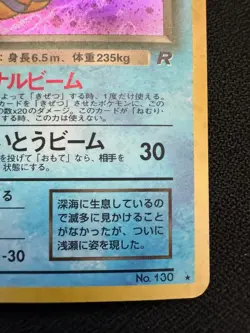 ：身長6.5m、体重235kg
R
ナルビーム
よって「きぜつ」する時、1度だけ使える。
カードを「きぜつ」させたポケモンに、この
の数×20のダメージ。このカードが「ねむり・
時、この力は使えない。
いとうビーム 30
を投げて「おもて」なら、相手を
状態にする。
る
-30
深海に生息しているの
で滅多に見かけること
がなかったが、ついに
浅瀬に姿を現した。
No. 130 ★